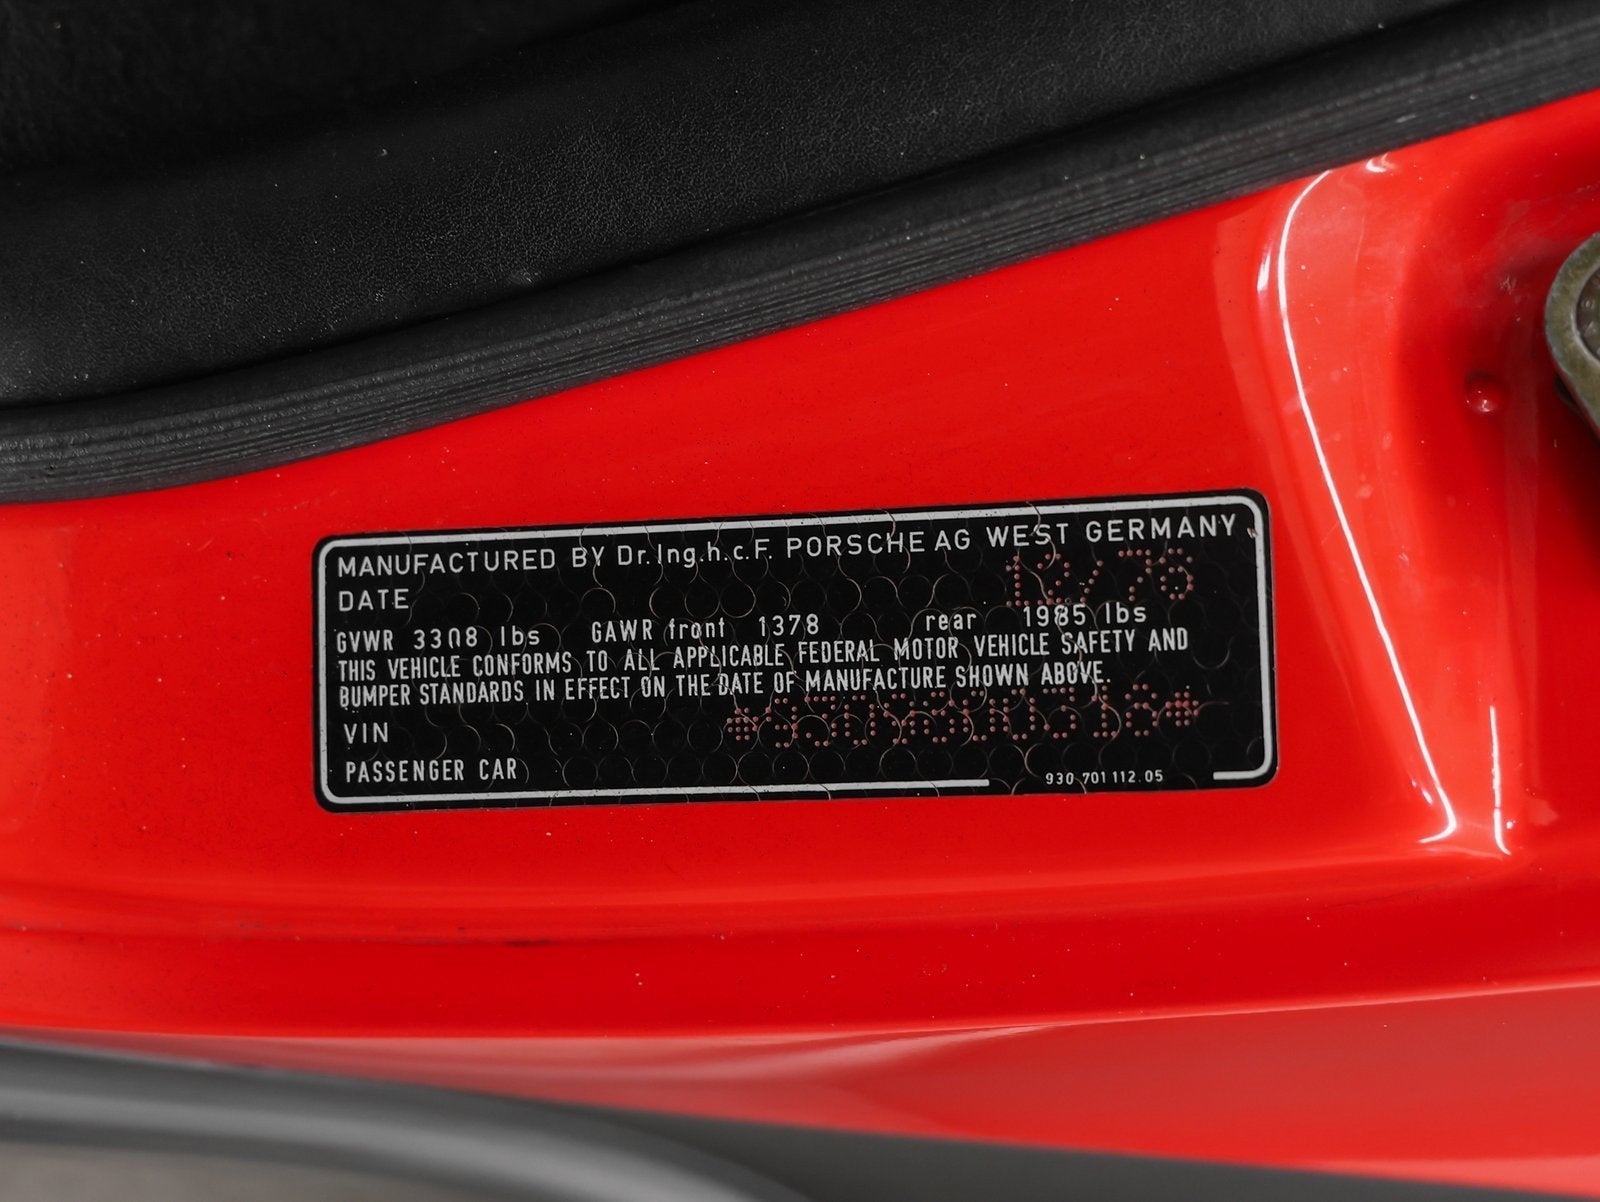 MANUFACTURED BY Dr.Ing.h.c.F. PORSCHE AG WEST GERMANY
DATE 12/76
GVWR 3308 lbs GAWR front 1378 rear 1985 lbs
THIS VEHICLE CONFORMS TO ALL APPLICABLE FEDERAL MOTOR VEHICLE SAFETY AND
BUMPER STANDARDS IN EFFECT ON THE DATE OF MANUFACTURE SHOWN ABOVE.
VIN
PASSENGER CAR
930 701 112.05